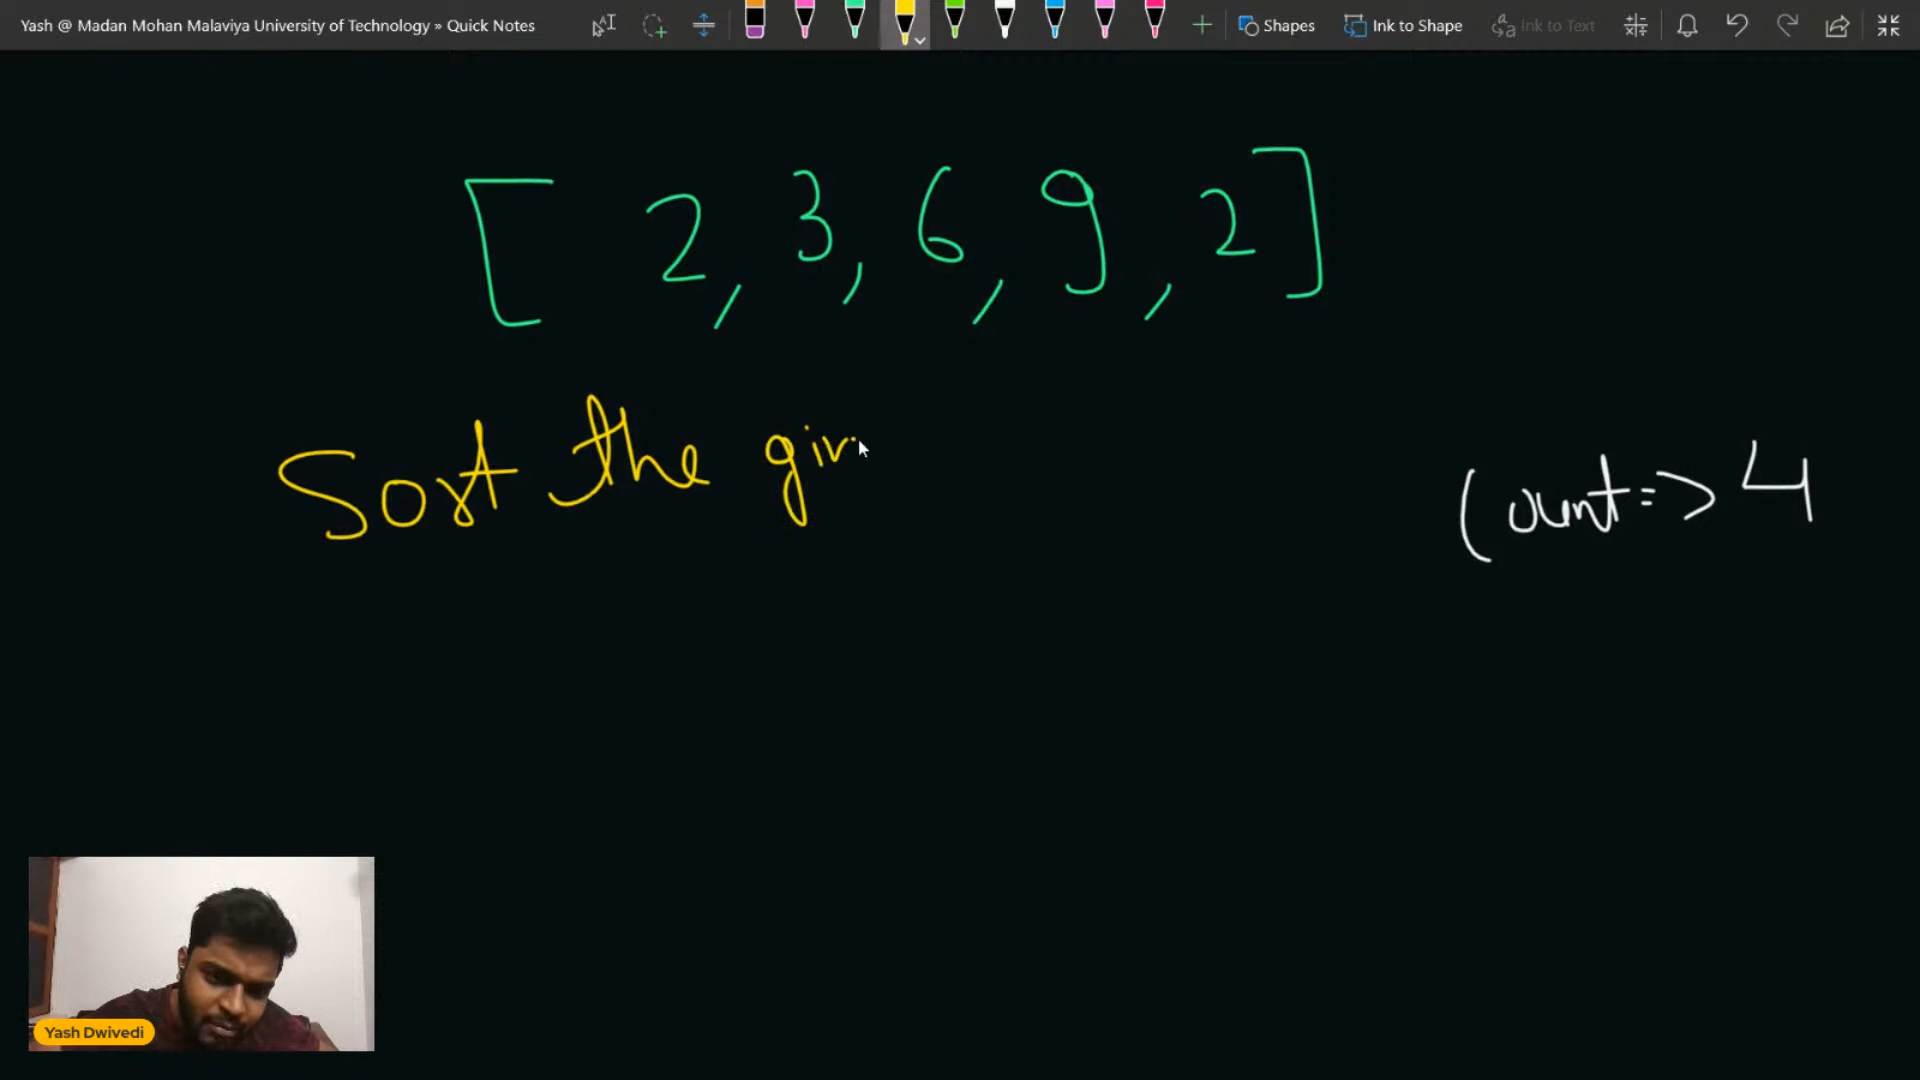 Yash @ Madan Mohan Malaviya University of Technology » Quick Notes
Shapes
Ink to Shape
Ink to Text
[ 2, 3, 6, 9, 2 ]
Sort the giv
Count => 4
Yash Dwivedi